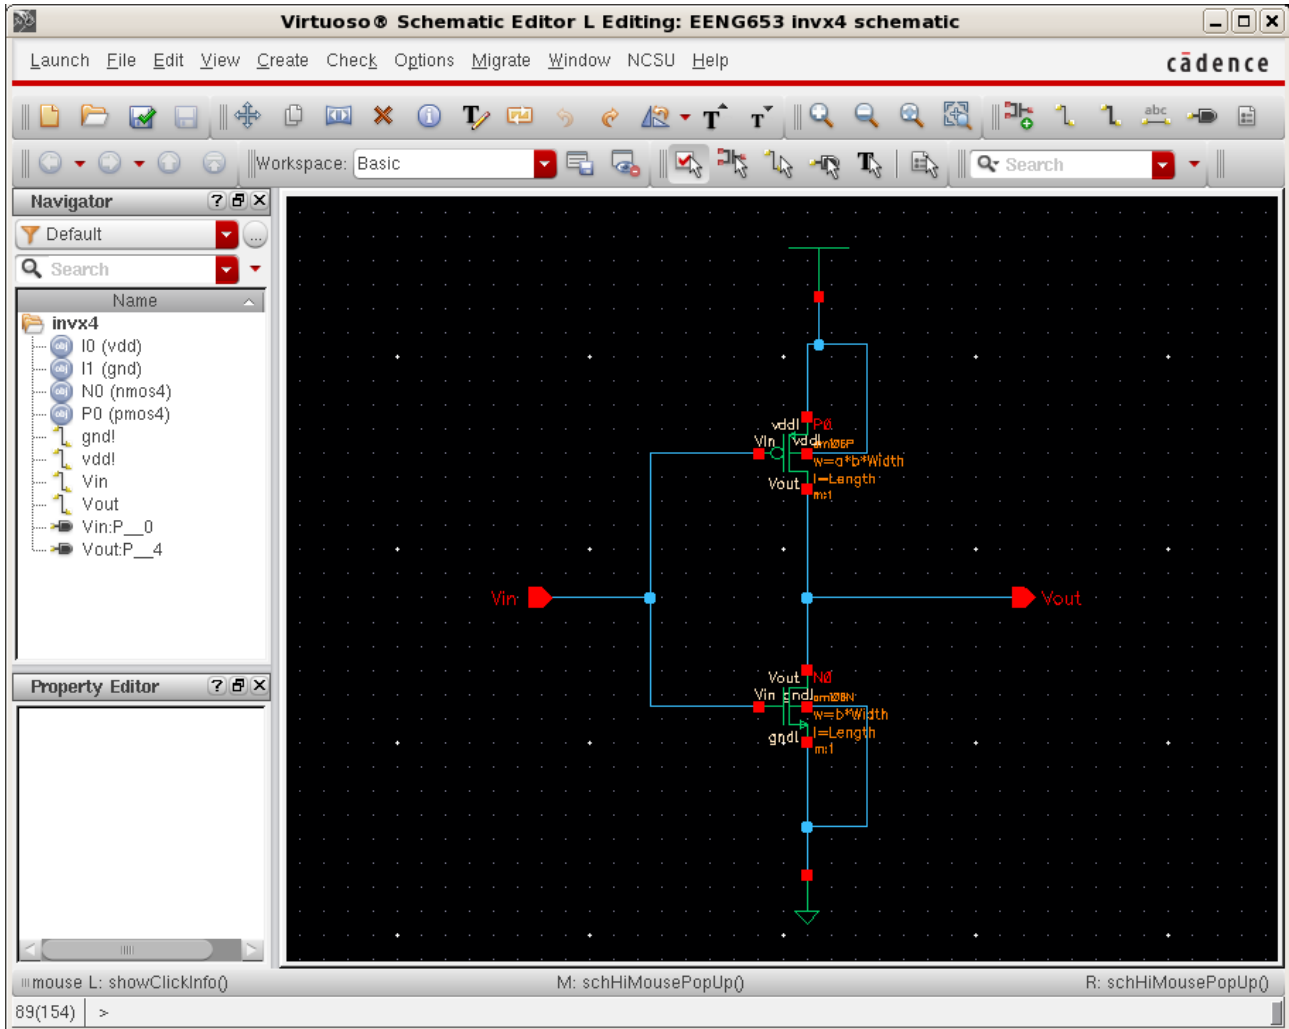 Virtuoso® Schematic Editor L Editing: EENG653 invx4 schematic
Launch File Edit View Create Check Options Migrate Window NCSU Help
cādence
abc
Workspace: Basic
Search
Navigator
Default
Search
Name
invx4
I0 (vdd)
I1 (gnd)
N0 (nmos4)
P0 (pmos4)
gnd!
vdd!
Vin
Vout
Vin:P__0
Vout:P__4
Property Editor
vdd!
P0
Vin
vdd!
w=a*b*Width
Vout
l=Length
m:1
Vin
Vout
Vout
N0
Vin
gnd!
w=b*Width
gnd!
l=Length
m:1
mouse L: showClickInfo()
M: schHiMousePopUp()
R: schHiMousePopUp()
89(154)
>